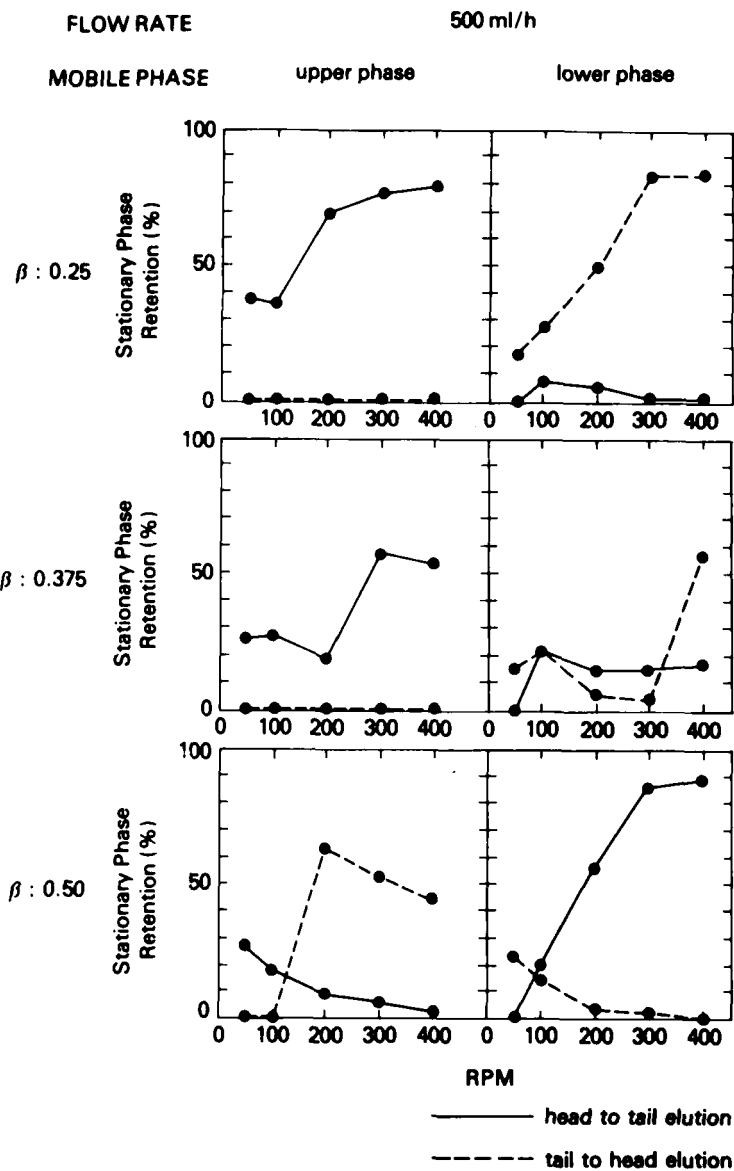 FLOW RATE 500 ml/h
MOBILE PHASE upper phase lower phase
β : 0.25
Stationary Phase
Retention (%)
100
50
0
100 200 300 400
0 100 200 300 400
β : 0.375
Stationary Phase
Retention (%)
100
50
0
100 200 300 400
0 100 200 300 400
β : 0.50
Stationary Phase
Retention (%)
100
50
0
0 100 200 300 400
0 100 200 300 400
RPM
head to tail elution
tail to head elution